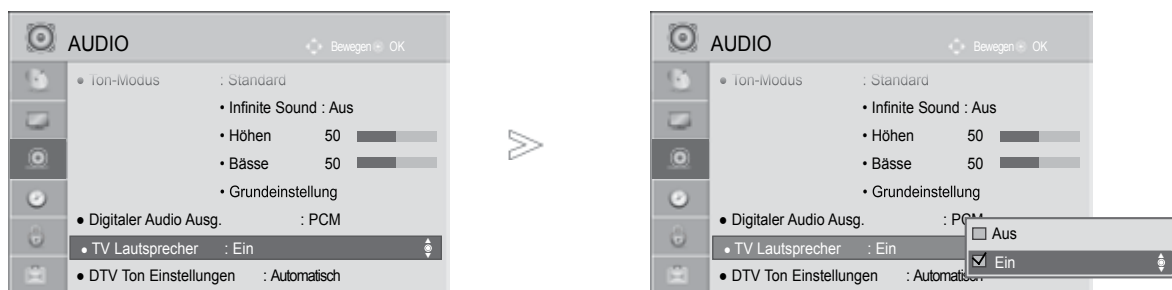 AUDIO
Bewegen OK
• Ton-Modus : Standard
• Infinite Sound : Aus
• Höhen 50
• Bässe 50
• Grundeinstellung
● Digitaler Audio Ausg. : PCM
● TV Lautsprecher : Ein
● DTV Ton Einstellungen : Automatisch
AUDIO
Bewegen OK
• Ton-Modus : Standard
• Infinite Sound : Aus
• Höhen 50
• Bässe 50
• Grundeinstellung
● Digitaler Audio Ausg. : PCM
Aus
● TV Lautsprecher : Ein
Ein
● DTV Ton Einstellungen : Automatisch